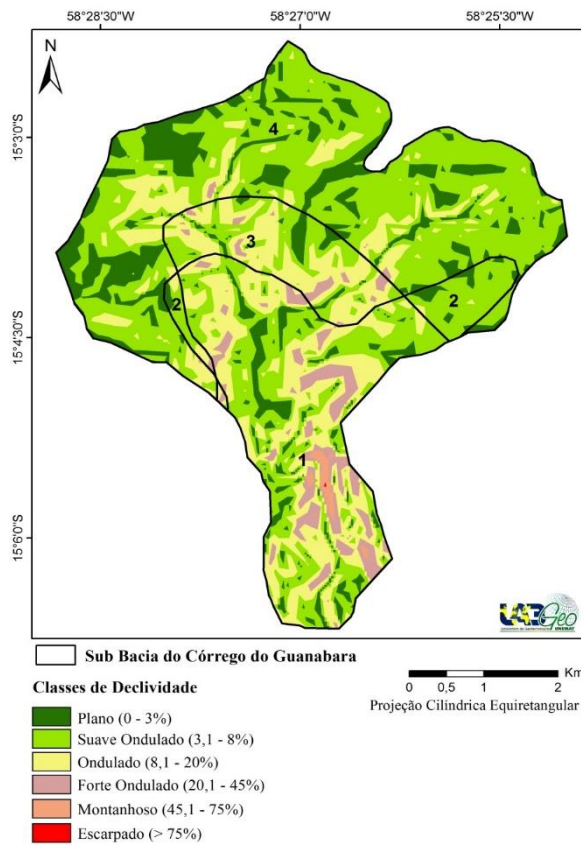 58°28'30"W 58°27'0"W 58°25'30"W
N
15°3'0"S
4
3
2
2
15°4'30"S
1
15°6'0"S
Geo
UNEMAT
Sub Bacia do Córrego do Guanabara
Classes de Declividade
Plano (0 - 3%)
Suave Ondulado (3,1 - 8%)
Ondulado (8,1 - 20%)
Forte Ondulado (20,1 - 45%)
Montanhoso (45,1 - 75%)
Escarpado (> 75%)
Km
0 0,5 1 2
Projeção Cilíndrica Equiretangular